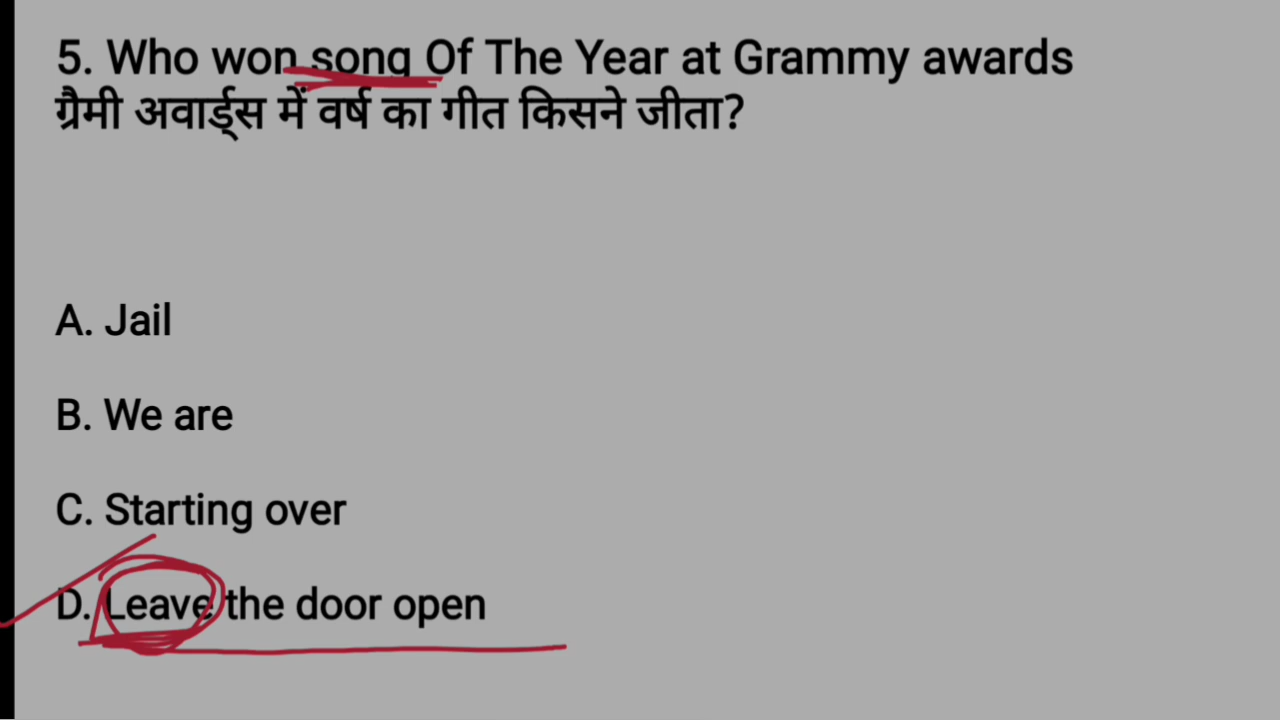 5. Who won song Of The Year at Grammy awards
ग्रैमी अवार्ड्स में वर्ष का गीत किसने जीता?
A. Jail
B. We are
C. Starting over
D. Leave the door open